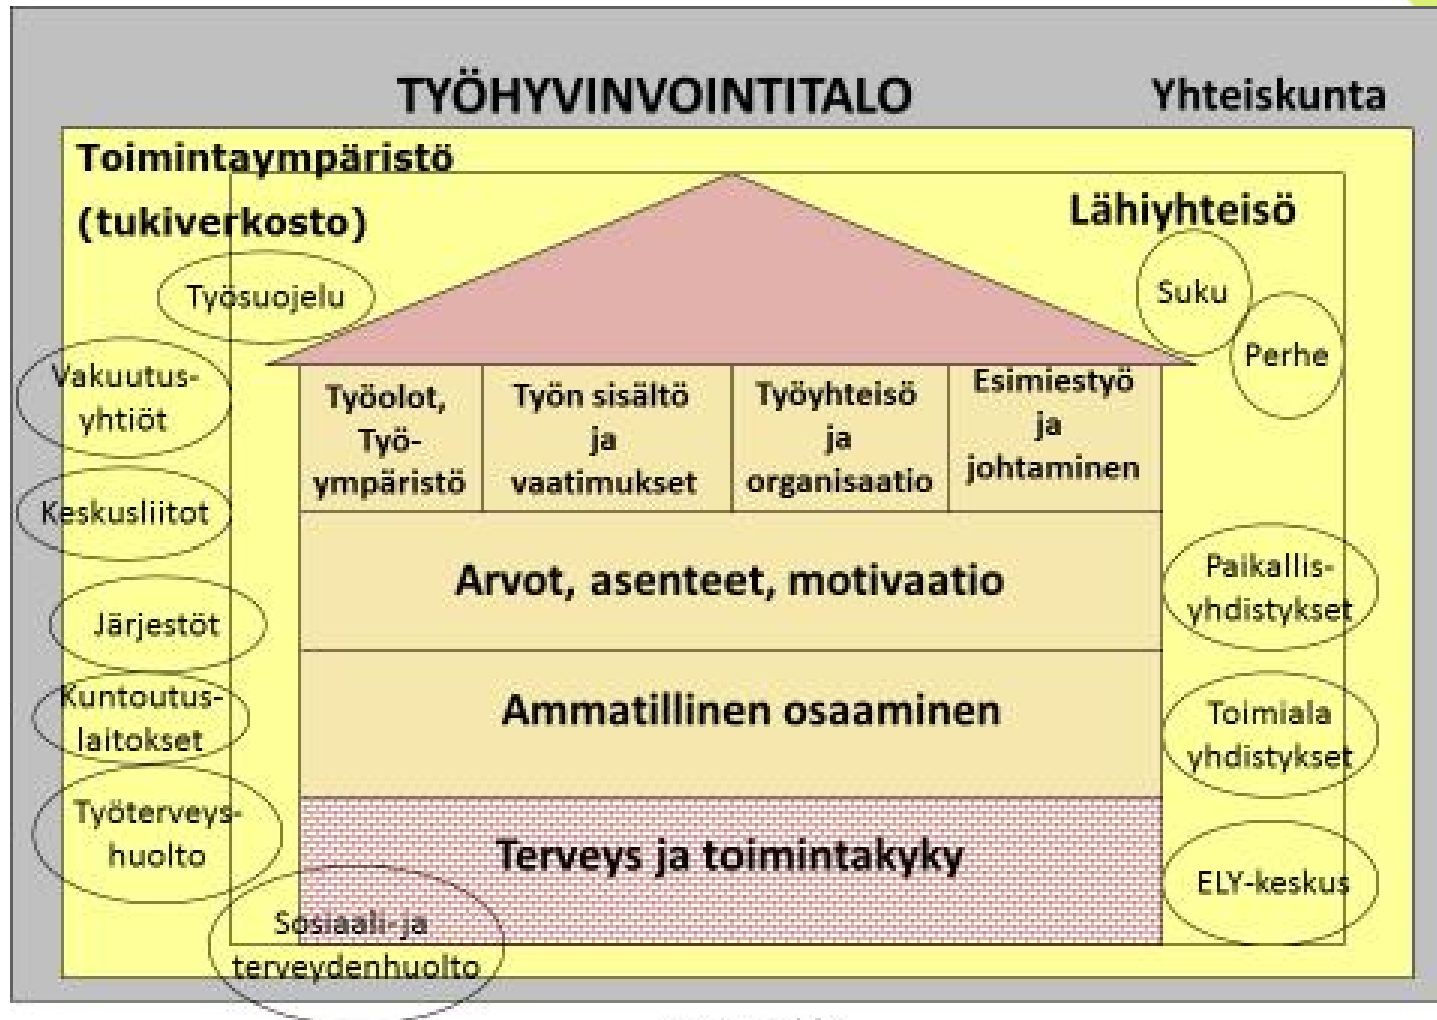 TYÖHYVINVOINTITALO
Yhteiskunta
Toimintaympäristö
(tukiverkosto)
Lähiyhteisö
Työsuojelu
Suku
Perhe
Vakuutus-
yhtiöt
Keskusliitot
Järjestöt
Kuntoutus-
laitokset
Työterveys-
huolto
Sosiaali-ja
terveydenhuolto
Työolot,
Työ-
ympäristö
Työn sisältö
ja
vaatimukset
Työyhteisö
ja
organisaatio
Esimiestyö
ja
johtaminen
Arvot, asenteet, motivaatio
Ammatillinen osaaminen
Terveys ja toimintakyky
Paikallis-
yhdistykset
Toimiala
yhdistykset
ELY-keskus